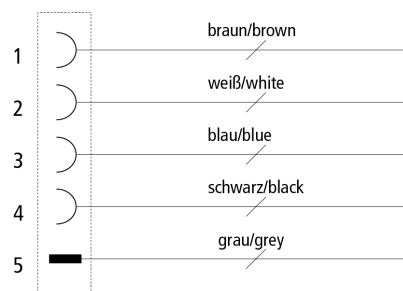 1 braun/brown
2 weiß/white
3 blau/blue
4 schwarz/black
5 grau/grey